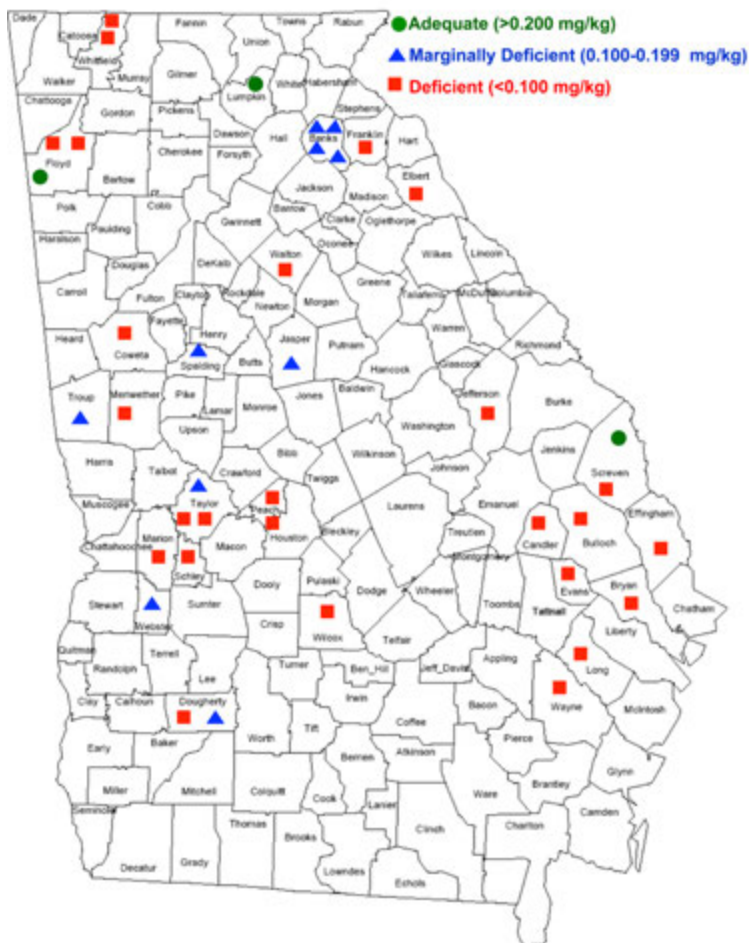 Adequate (>0.200 mg/kg)
Marginally Deficient (0.100-0.199 mg/kg)
Deficient (<0.100 mg/kg)
Dade
Catoosa
Fannin
Towns
Rabun
Union
Whitfield
Murray
Gilmer
Walker
White
Habersham
Lumpkin
Chattooga
Stephens
Gordon
Pickens
Dawson
Hall
Banks
Franklin
Hart
Floyd
Bartow
Cherokee
Forsyth
Elbert
Jackson
Madison
Polk
Cobb
Barrow
Gwinnett
Clarke
Oglethorpe
Paulding
Haralson
Oconee
Walton
Wilkes
Lincoln
Douglas
DeKalb
Carroll
Fulton
Clayton
Rockdale
Newton
Morgan
Greene
Taliaferro
McDuffie
Columbia
Fayette
Henry
Warren
Heard
Coweta
Jasper
Putnam
Richmond
Spalding
Butts
Hancock
Glascock
Troup
Meriwether
Pike
Lamar
Monroe
Jones
Baldwin
Jefferson
Burke
Upson
Washington
Harris
Talbot
Crawford
Bibb
Twiggs
Wilkinson
Johnson
Jenkins
Screven
Muscogee
Taylor
Peach
Laurens
Emanuel
Effingham
Chattahoochee
Marion
Macon
Houston
Bleckley
Treutlen
Candler
Bulloch
Schley
Montgomery
Stewart
Webster
Sumter
Dooly
Pulaski
Dodge
Wheeler
Toombs
Tattnall
Evans
Bryan
Chatham
Crisp
Wilcox
Telfair
Liberty
Quitman
Randolph
Terrell
Lee
Turner
Ben_Hill
Jeff_Davis
Appling
Long
Clay
Calhoun
Dougherty
Irwin
Wayne
McIntosh
Early
Baker
Worth
Tift
Coffee
Bacon
Pierce
Miller
Mitchell
Colquitt
Berrien
Atkinson
Brantley
Glynn
Seminole
Cook
Lanier
Ware
Decatur
Grady
Thomas
Brooks
Lowndes
Clinch
Echols
Charlton
Camden